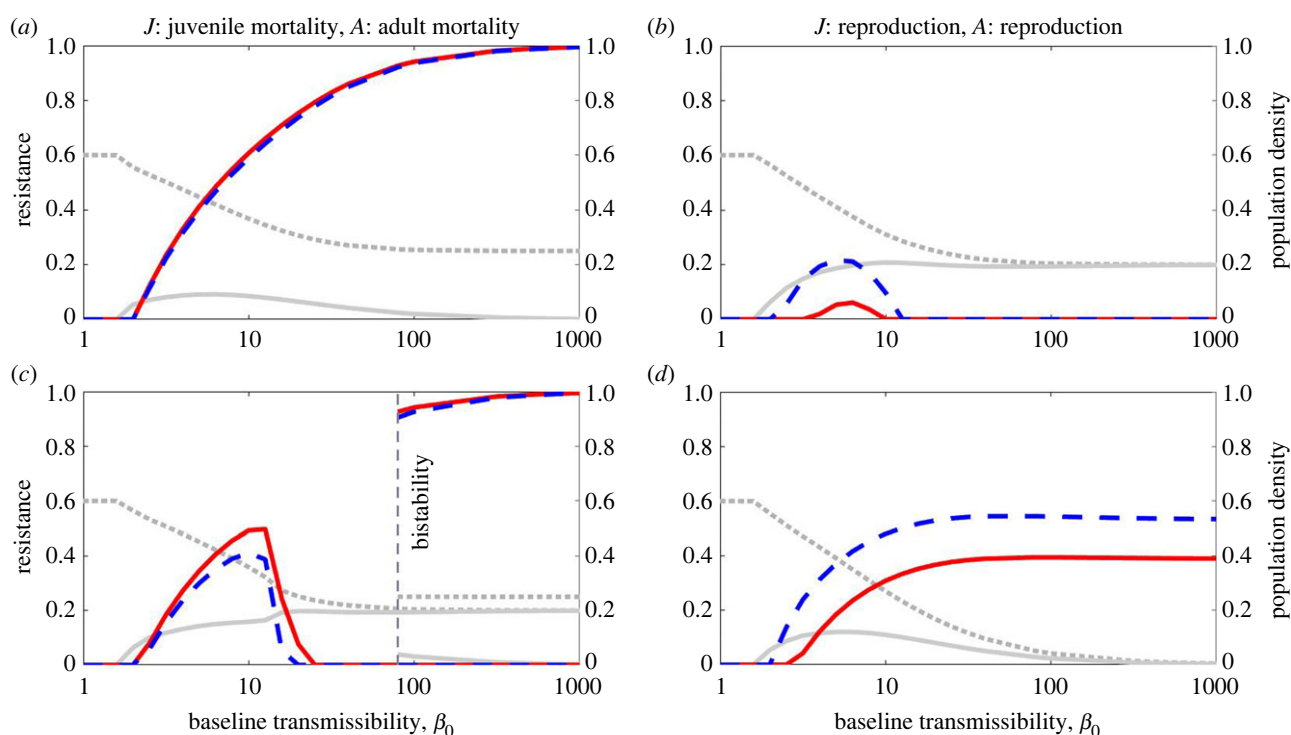 (a) J: juvenile mortality, A: adult mortality
(b) J: reproduction, A: reproduction
1.0 1.0 1.0 1.0
0.8 0.8 0.8 0.8
0.6 0.6 0.6 0.6
0.4 0.4 0.4 0.4
0.2 0.2 0.2 0.2
0 0 0 0
resistance
population density
1 10 100 1000 1 10 100 1000
(c) (d)
1.0 1.0 1.0 1.0
0.8 0.8 0.8 0.8
0.6 0.6 0.6 0.6
0.4 0.4 0.4 0.4
0.2 0.2 0.2 0.2
0 0 0 0
resistance
bistability
population density
1 10 100 1000 1 10 100 1000
baseline transmissibility, β0
baseline transmissibility, β0